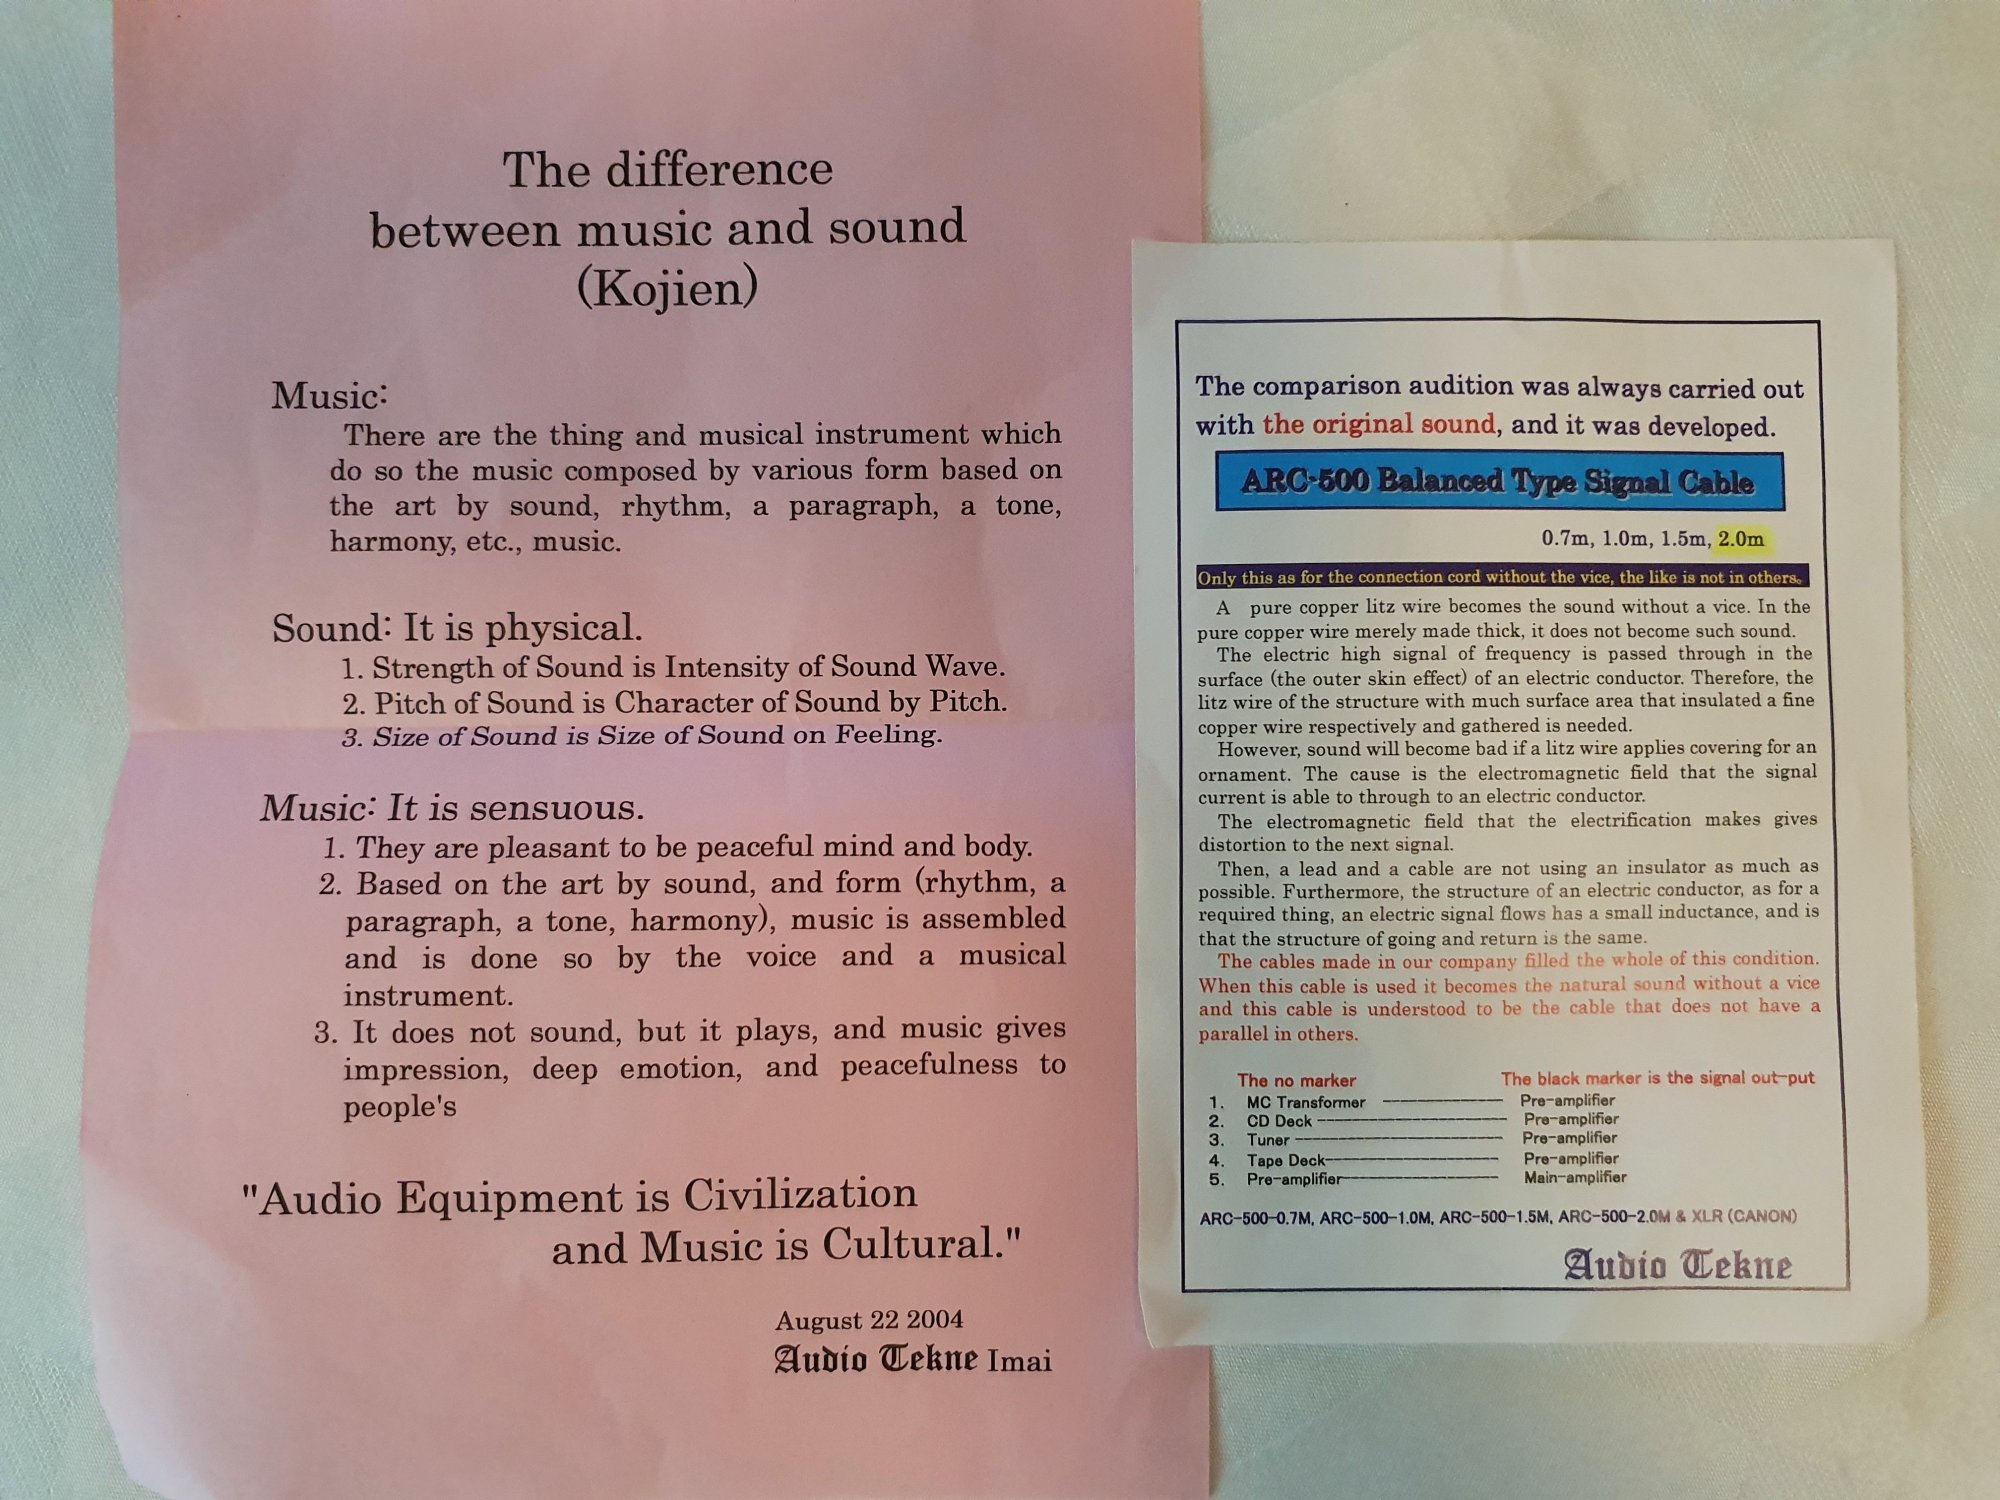 The difference
between music and sound
(Kojien)
Music:
There are the thing and musical instrument which
do so the music composed by various form based on
the art by sound, rhythm, a paragraph, a tone,
harmony, etc., music.
Sound: It is physical.
1. Strength of Sound is Intensity of Sound Wave.
2. Pitch of Sound is Character of Sound by Pitch.
3. Size of Sound is Size of Sound on Feeling.
Music: It is sensuous.
1. They are pleasant to be peaceful mind and body.
2. Based on the art by sound, and form (rhythm, a
paragraph, a tone, harmony), music is assembled
and is done so by the voice and a musical
instrument.
3. It does not sound, but it plays, and music gives
impression, deep emotion, and peacefulness to
people's
"Audio Equipment is Civilization
and Music is Cultural."
August 22 2004
Audio Tekne Imai
The comparison audition was always carried out
with the original sound, and it was developed.
ARC-500 Balanced Type Signal Cable
0.7m, 1.0m, 1.5m, 2.0m
Only this as for the connection cord without the vice, the like is not in others。
A pure copper litz wire becomes the sound without a vice. In the
pure copper wire merely made thick, it does not become such sound.
The electric high signal of frequency is passed through in the
surface (the outer skin effect) of an electric conductor. Therefore, the
litz wire of the structure with much surface area that insulated a fine
copper wire respectively and gathered is needed.
However, sound will become bad if a litz wire applies covering for an
ornament. The cause is the electromagnetic field that the signal
current is able to through to an electric conductor.
The electromagnetic field that the electrification makes gives
distortion to the next signal.
Then, a lead and a cable are not using an insulator as much as
possible. Furthermore, the structure of an electric conductor, as for a
required thing, an electric signal flows has a small inductance, and is
that the structure of going and return is the same.
The cables made in our company filled the whole of this condition.
When this cable is used it becomes the natural sound without a vice
and this cable is understood to be the cable that does not have a
parallel in others.
The no marker The black marker is the signal out-put
1. MC Transformer Pre-amplifier
2. CD Deck Pre-amplifier
3. Tuner Pre-amplifier
4. Tape Deck Pre-amplifier
5. Pre-amplifier Main-amplifier
ARC-500-0.7M, ARC-500-1.0M, ARC-500-1.5M, ARC-500-2.0M & XLR (CANON)
Audio Tekne